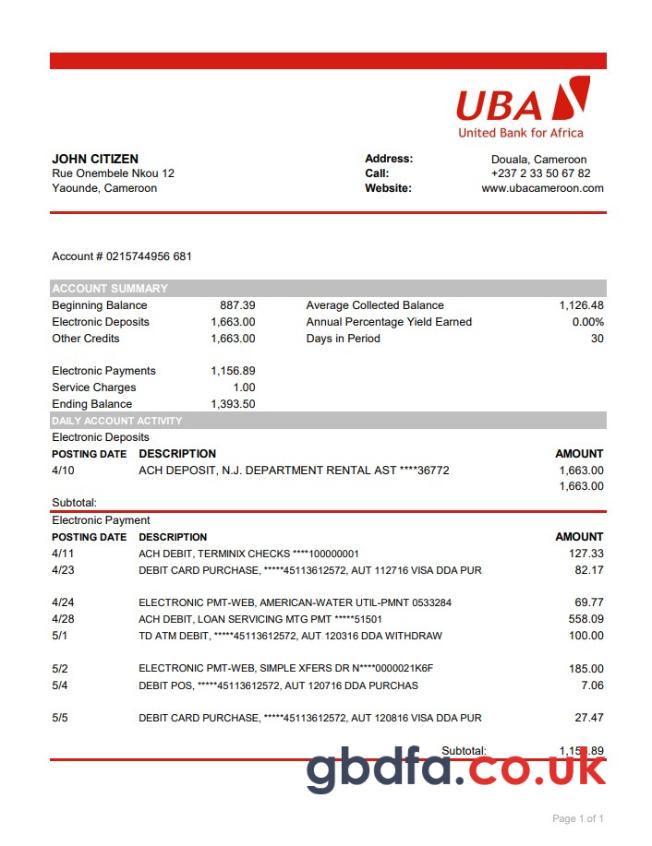 UBA
United Bank for Africa
JOHN CITIZEN Address: Douala, Cameroon
Rue Onembele Nkou 12 Call: +237 2 33 50 67 82
Yaounde, Cameroon Website: www.ubacameroon.com
Account # 0215744956 681
ACCOUNT SUMMARY
Beginning Balance 887.39 Average Collected Balance 1,126.48
Electronic Deposits 1,663.00 Annual Percentage Yield Earned 0.00%
Other Credits 1,663.00 Days in Period 30
Electronic Payments 1,156.89
Service Charges 1.00
Ending Balance 1,393.50
DAILY ACCOUNT ACTIVITY
Electronic Deposits
POSTING DATE DESCRIPTION AMOUNT
4/10 ACH DEPOSIT, N.J. DEPARTMENT RENTAL AST ****36772 1,663.00
1,663.00
Subtotal:
Electronic Payment
POSTING DATE DESCRIPTION AMOUNT
4/11 ACH DEBIT, TERMINIX CHECKS ****100000001 127.33
4/23 DEBIT CARD PURCHASE, *****45113612572, AUT 112716 VISA DDA PUR 82.17
4/24 ELECTRONIC PMT-WEB, AMERICAN-WATER UTIL-PMNT 0533284 69.77
4/28 ACH DEBIT, LOAN SERVICING MTG PMT *****51501 558.09
5/1 TD ATM DEBIT, *****45113612572, AUT 120316 DDA WITHDRAW 100.00
5/2 ELECTRONIC PMT-WEB, SIMPLE XFERS DR N****0000021K6F 185.00
5/4 DEBIT POS, *****45113612572, AUT 120716 DDA PURCHAS 7.06
5/5 DEBIT CARD PURCHASE, *****45113612572, AUT 120816 VISA DDA PUR 27.47
Subtotal:
gbdfa.co.uk
Page 1 of 1